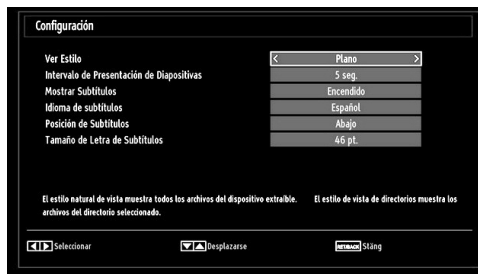 Configuración
Ver Estilo < Plano >
Intervalo de Presentación de Diapositivas 5 seg.
Mostrar Subtítulos Encendido
Idioma de subtítulos Español
Posición de Subtítulos Abajo
Tamaño de Letra de Subtítulos 46 pt.
El estilo natural de vista muestra todos los archivos del dispositivo extraíble. El estilo de vista de directorios muestra los
archivos del directorio seleccionado.
Seleccionar Desplazarse RET/BACK Stäng